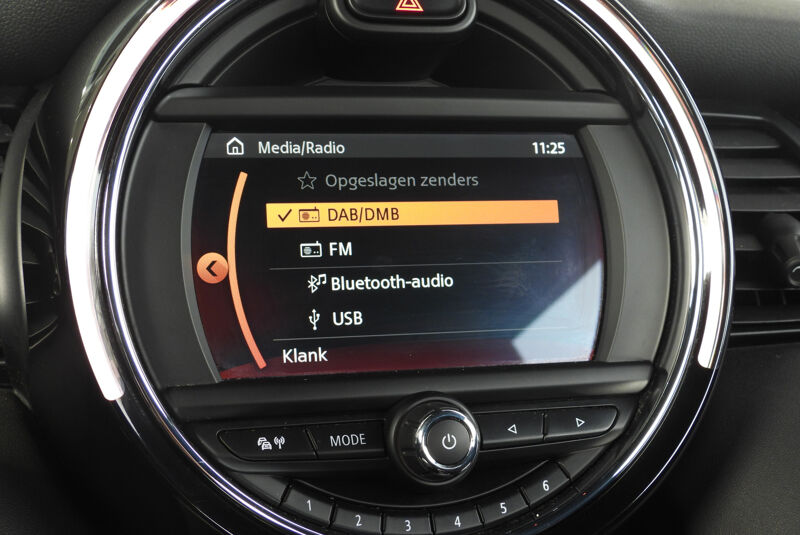 Media/Radio 11:25
Opgeslagen zenders
DAB/DMB
FM
Bluetooth-audio
USB
Klank
MODE
1 2 3 4 5 6